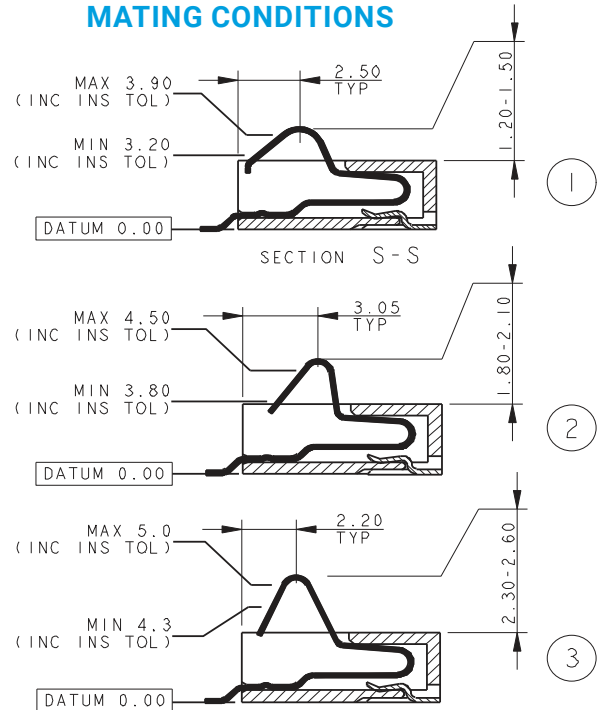 MATING CONDITIONS
MAX 3.90
(INC INS TOL)
2.50
TYP
1.20-1.50
MIN 3.20
(INC INS TOL)
1
DATUM 0.00
SECTION S-S
MAX 4.50
(INC INS TOL)
3.05
TYP
1.80-2.10
MIN 3.80
(INC INS TOL)
2
DATUM 0.00
MAX 5.0
(INC INS TOL)
2.20
TYP
2.30-2.60
MIN 4.3
(INC INS TOL)
3
DATUM 0.00